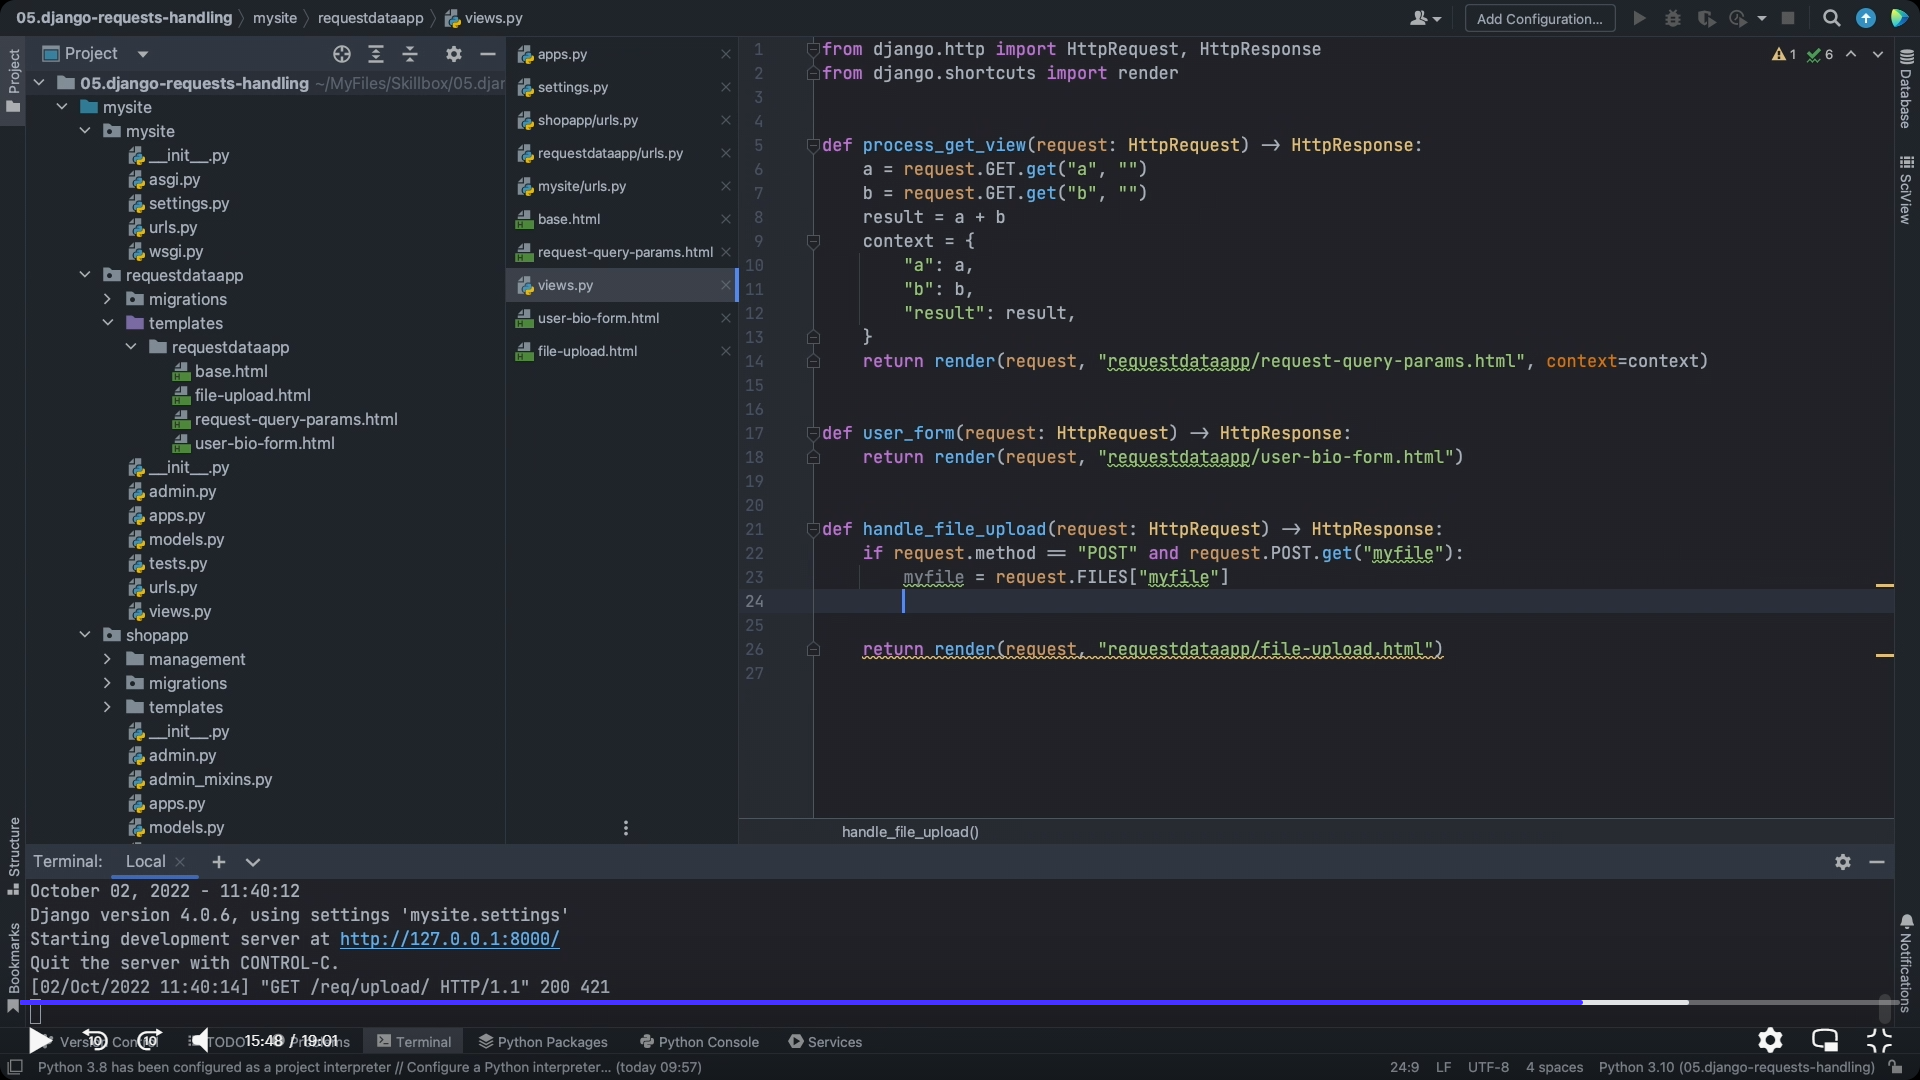 05.django-requests-handling
mysite
requestdataapp
views.py
Add Configuration...
Project
Project
05.django-requests-handling ~/MyFiles/Skillbox/05.djar
mysite
mysite
__init__.py
asgi.py
settings.py
urls.py
wsgi.py
requestdataapp
migrations
templates
requestdataapp
base.html
file-upload.html
request-query-params.html
user-bio-form.html
__init__.py
admin.py
apps.py
models.py
tests.py
urls.py
views.py
shopapp
management
migrations
templates
__init__.py
admin.py
admin_mixins.py
apps.py
models.py
apps.py
settings.py
shopapp/urls.py
requestdataapp/urls.py
mysite/urls.py
base.html
request-query-params.html
views.py
user-bio-form.html
file-upload.html
1 from django.http import HttpRequest, HttpResponse
2 from django.shortcuts import render
3
4
5 def process_get_view(request: HttpRequest) -> HttpResponse:
6 a = request.GET.get("a", "")
7 b = request.GET.get("b", "")
8 result = a + b
9 context = {
10 "a": a,
11 "b": b,
12 "result": result,
13 }
14 return render(request, "requestdataapp/request-query-params.html", context=context)
15
16
17 def user_form(request: HttpRequest) -> HttpResponse:
18 return render(request, "requestdataapp/user-bio-form.html")
19
20
21 def handle_file_upload(request: HttpRequest) -> HttpResponse:
22 if request.method == "POST" and request.POST.get("myfile"):
23 myfile = request.FILES["myfile"]
24
25
26 return render(request, "requestdataapp/file-upload.html")
27
1 6
Database
SciView
Notifications
handle_file_upload()
Structure
Bookmarks
Terminal: Local
October 02, 2022 - 11:40:12
Django version 4.0.6, using settings 'mysite.settings'
Starting development server at http://127.0.0.1:8000/
Quit the server with CONTROL-C.
[02/Oct/2022 11:40:14] "GET /req/upload/ HTTP/1.1" 200 421
10 10 15:48 / 19:01
TODO
Terminal
Python Packages
Python Console
Services
Python 3.8 has been configured as a project interpreter // Configure a Python interpreter... (today 09:57)
24:9 LF UTF-8 4 spaces Python 3.10 (05.django-requests-handling)